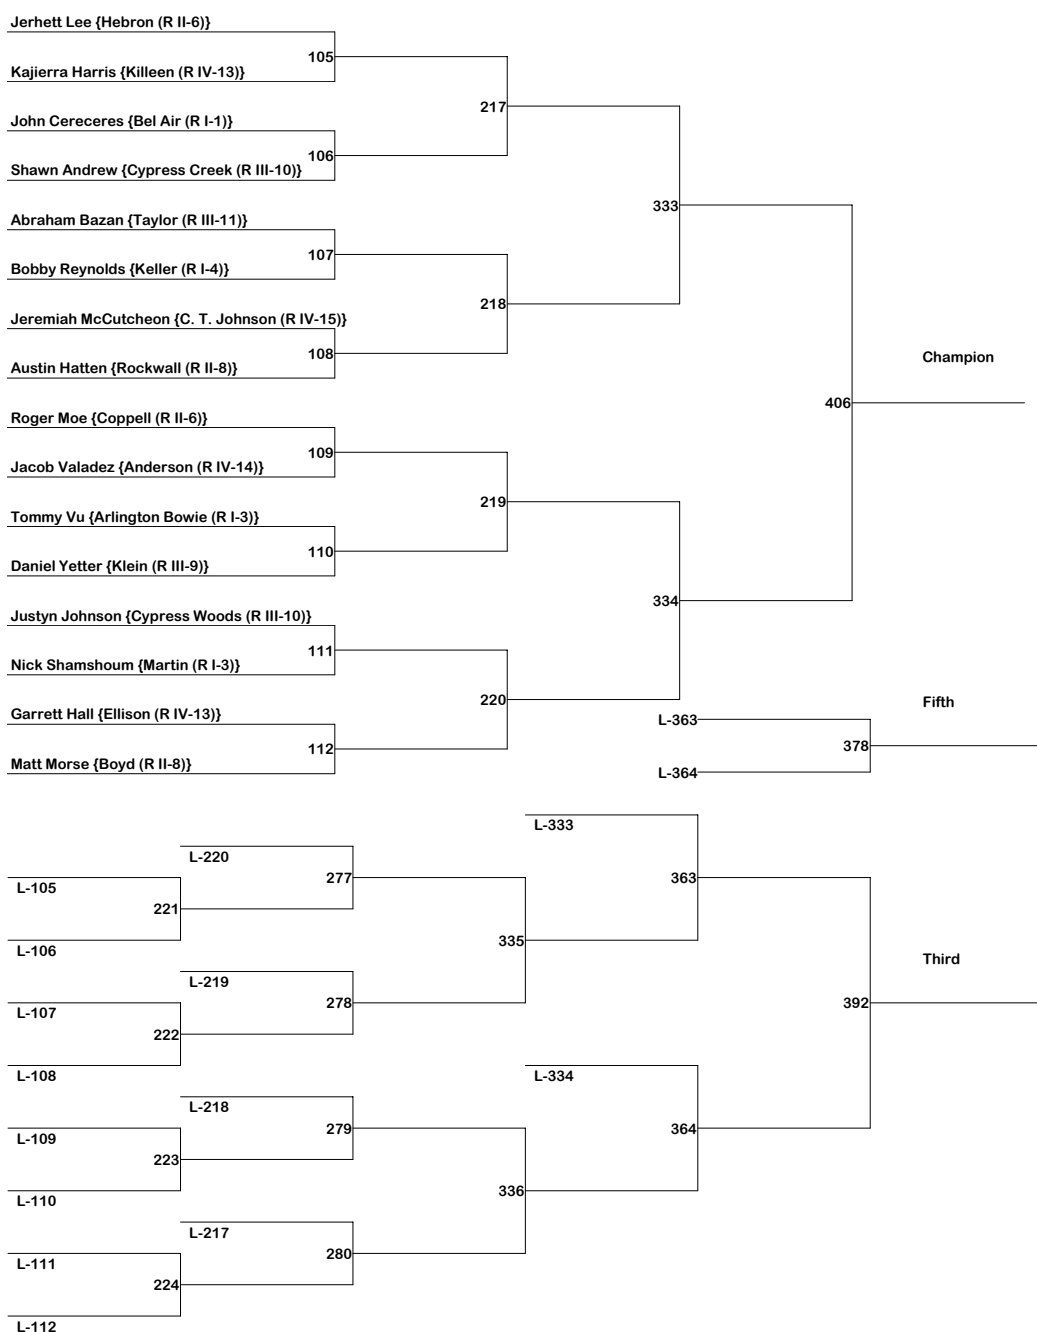 Jerhett Lee {Hebron (R II-6)}
105
Kajierra Harris {Killeen (R IV-13)}
217
John Cereceres {Bel Air (R I-1)}
106
Shawn Andrew {Cypress Creek (R III-10)}
333
Abraham Bazan {Taylor (R III-11)}
107
Bobby Reynolds {Keller (R I-4)}
218
Jeremiah McCutcheon {C. T. Johnson (R IV-15)}
108
Austin Hatten {Rockwall (R II-8)}
Champion
406
Roger Moe {Coppell (R II-6)}
109
Jacob Valadez {Anderson (R IV-14)}
219
Tommy Vu {Arlington Bowie (R I-3)}
110
Daniel Yetter {Klein (R III-9)}
334
Justyn Johnson {Cypress Woods (R III-10)}
111
Nick Shamshoum {Martin (R I-3)}
220
Garrett Hall {Ellison (R IV-13)}
112
Matt Morse {Boyd (R II-8)}
Fifth
L-363
378
L-364
L-333
L-220
277
363
L-105
221
335
L-106
Third
L-219
278
392
L-107
222
L-108
L-334
L-218
279
364
L-109
223
336
L-110
L-217
280
L-111
224
L-112